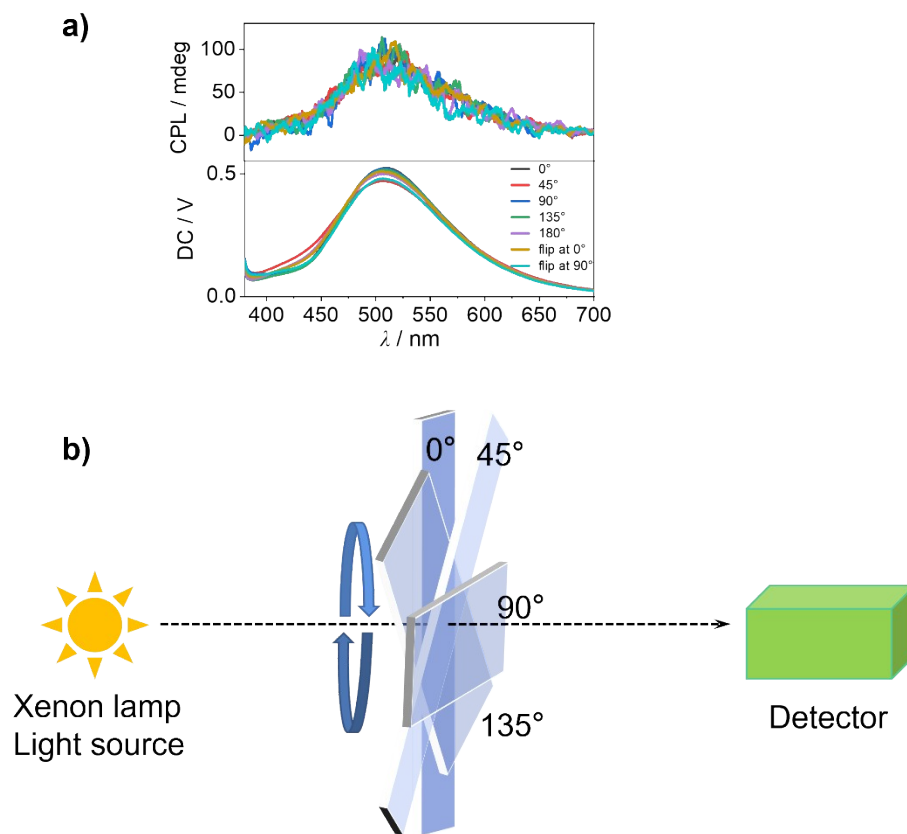 a)
CPL / mdeg
100
50
0
DC / V
0.5
0.0
0°
45°
90°
135°
180°
flip at 0°
flip at 90°
400 450 500 550 600 650 700
λ / nm
b)
0°
45°
90°
135°
Xenon lamp
Light source
Detector